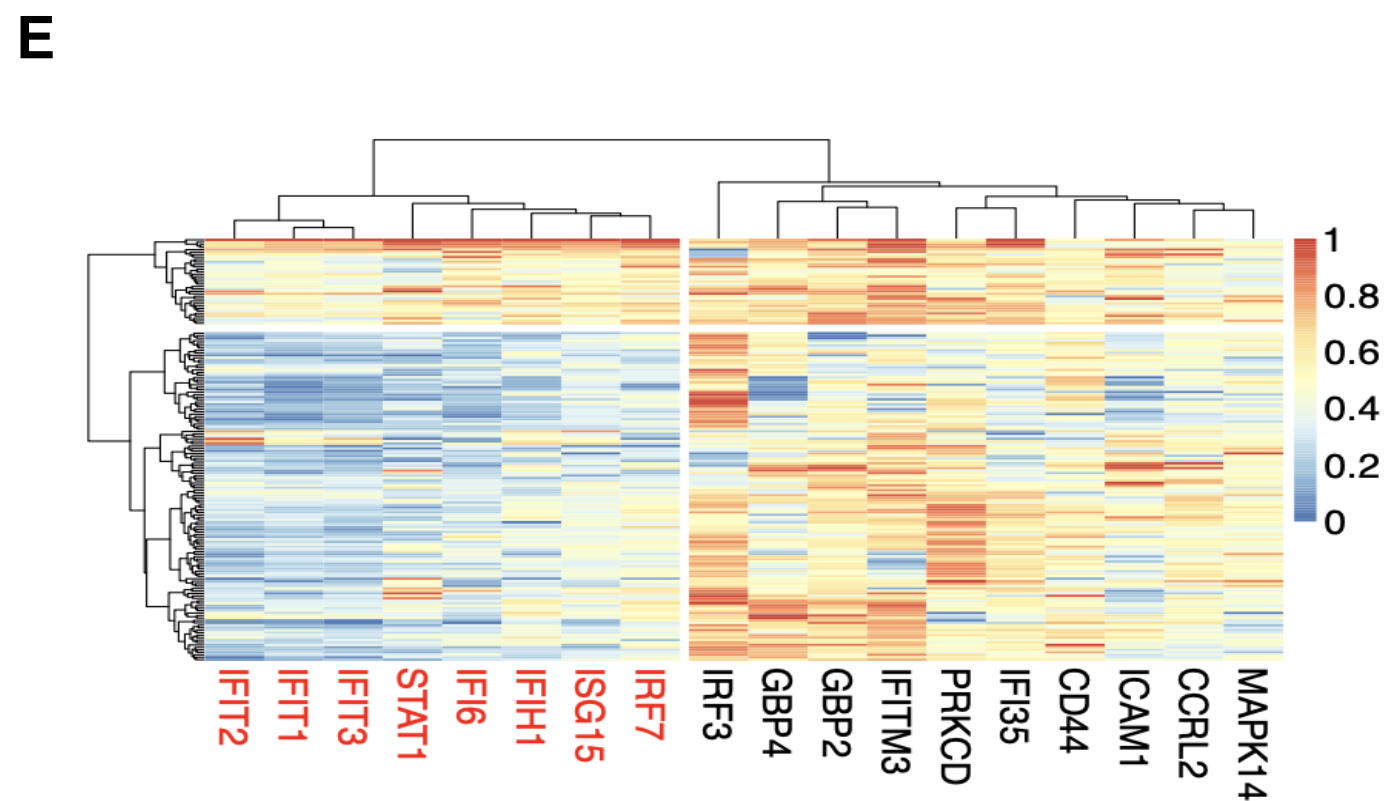 E
1
0.8
0.6
0.4
0.2
0
IFIT2
IFIT1
IFIT3
STAT1
IFI6
IFIH1
ISG15
IRF7
IRF3
GBP4
GBP2
IFITM3
PRKCD
IFI35
CD44
ICAM1
CCRL2
MAPK14